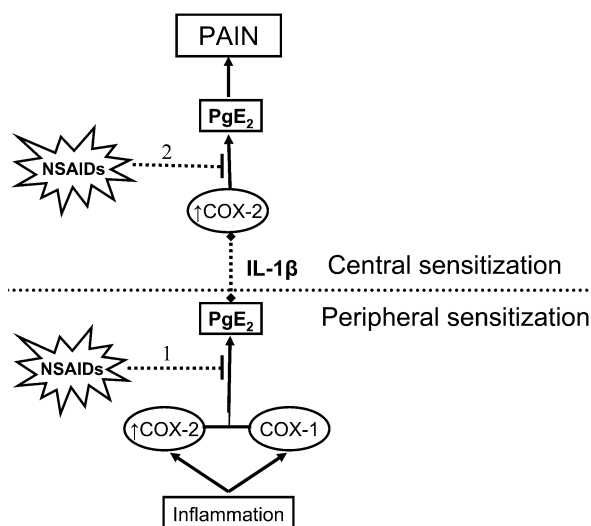 PAIN
PgE₂
2
NSAIDs
↑COX-2
IL-1β
Central sensitization
PgE₂
Peripheral sensitization
1
NSAIDs
↑COX-2
COX-1
Inflammation